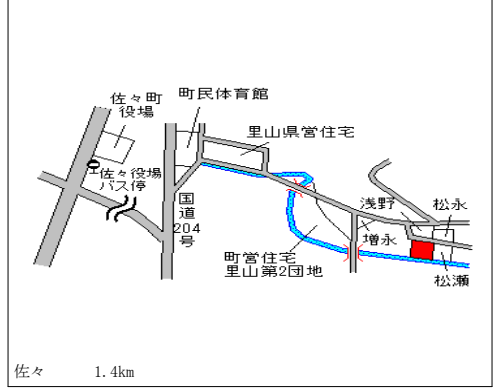 佐々町
役場
町民体育館
里山県営住宅
佐々役場
バス停
国
道
204
号
浅野
松永
増永
町営住宅
里山第2団地
松瀬
佐々 1.4km